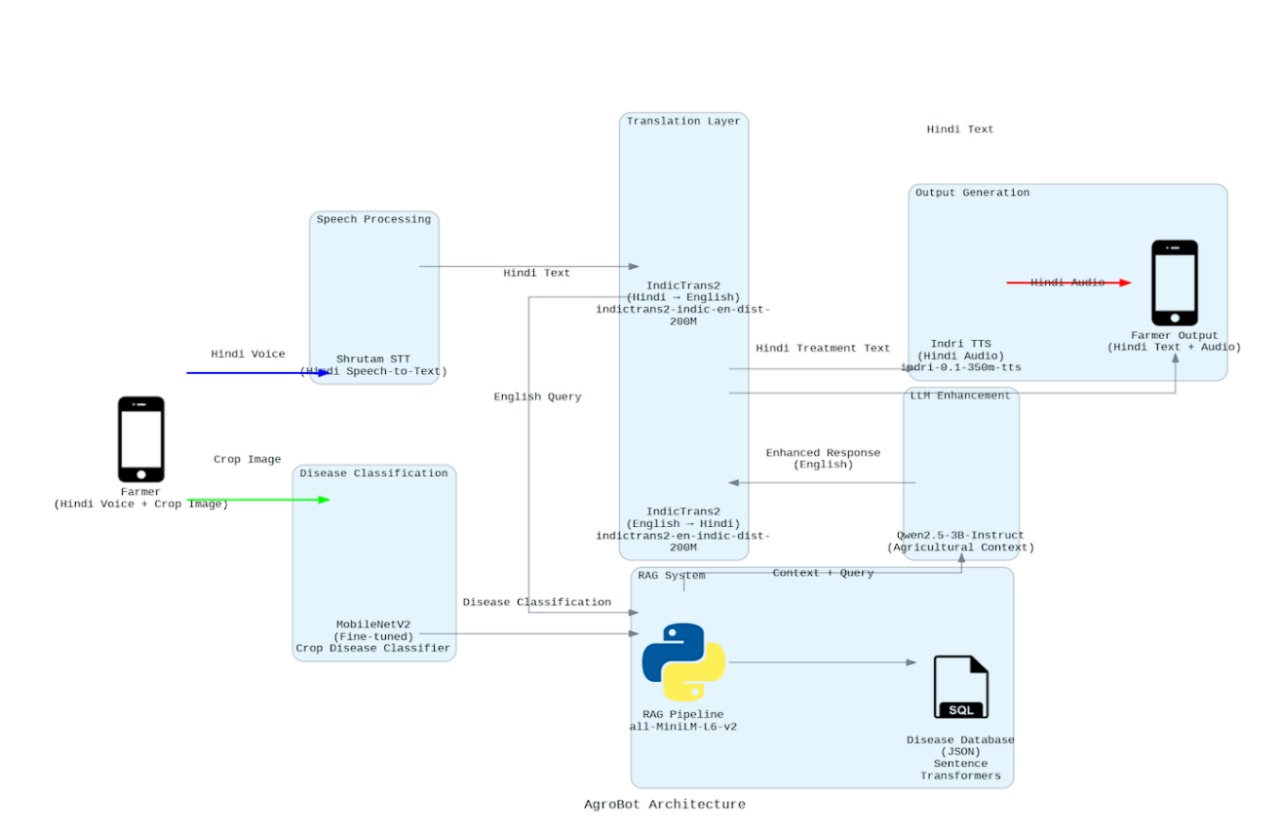 Translation Layer
Hindi Text
Output Generation
Speech Processing
Hindi Text
Hindi Audio
IndicTrans2
(Hindi → English)
indictrans2-indic-en-dist-
200M
Farmer Output
(Hindi Text + Audio)
Hindi Treatment Text
Indri TTS
(Hindi Audio)
indri-0.1-350m-tts
Hindi Voice
Shrutam STT
(Hindi Speech-to-Text)
English Query
LLM Enhancement
Enhanced Response
(English)
Crop Image
Disease Classification
Farmer
(Hindi Voice + Crop Image)
IndicTrans2
(English → Hindi)
indictrans2-en-indic-dist-
200M
Qwen2.5-3B-Instruct
(Agricultural Context)
RAG System
Context + Query
Disease Classification
MobileNetV2
(Fine-tuned)
Crop Disease Classifier
RAG Pipeline
all-MiniLM-L6-v2
SQL
Disease Database
(JSON)
Sentence
Transformers
AgroBot Architecture